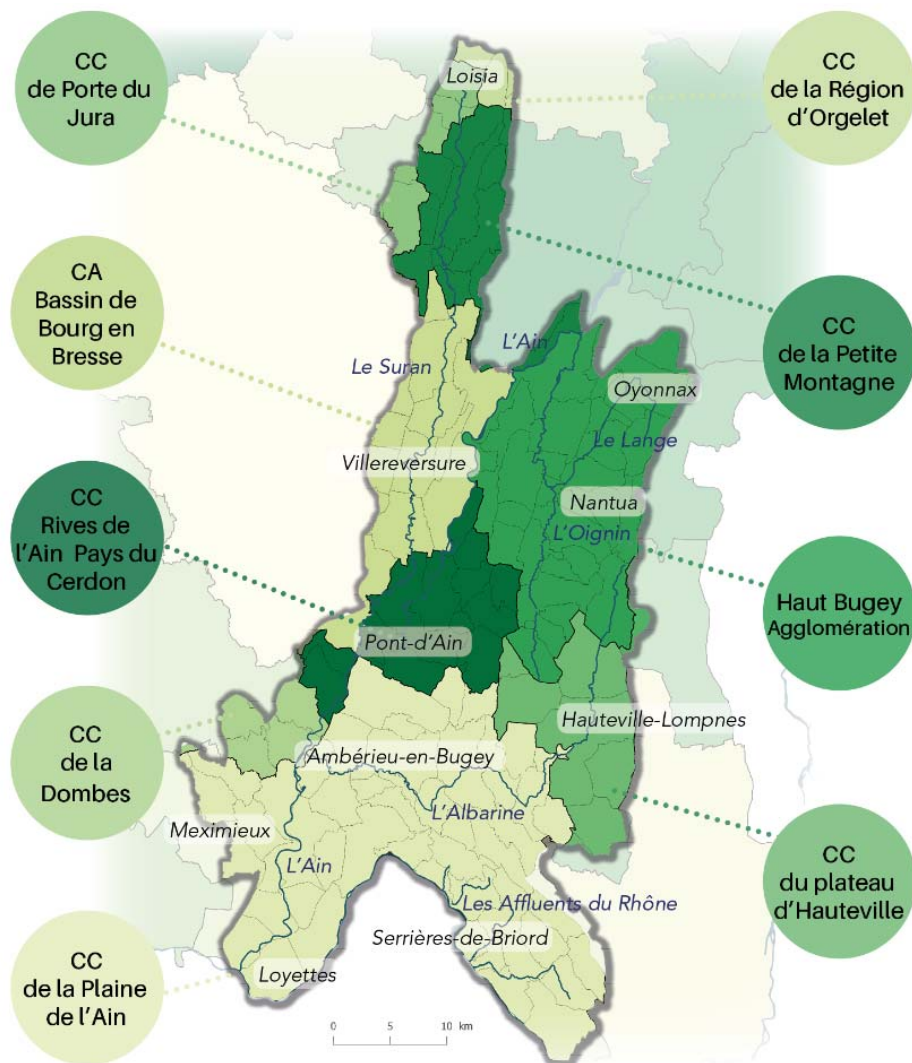 CC
de Porte du
Jura
Loisia
CC
de la Région
d'Orgelet
CA
Bassin de
Bourg en
Bresse
Le Suran
L'Ain
CC
de la Petite
Montagne
Oyonnax
Le Lange
Villereversure
Nantua
L'Oignin
CC
Rives de
l'Ain Pays du
Cerdon
Haut Bugey
Agglomération
Pont-d'Ain
Hauteville-Lompnes
CC
de la
Dombes
Ambérieu-en-Bugey
L'Albarine
Meximieux
L'Ain
CC
du plateau
d'Hauteville
Les Affluents du Rhône
Serrières-de-Briord
CC
de la Plaine
de l'Ain
Loyettes
0 5 10 km